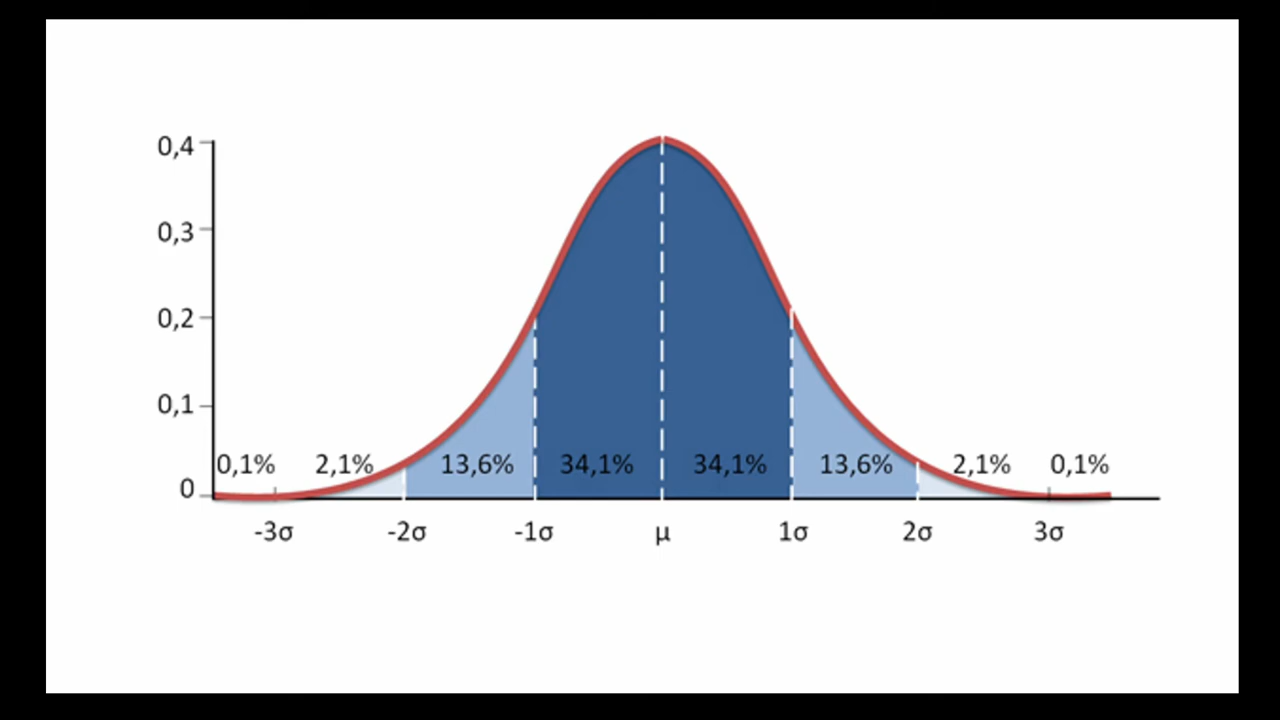 0,4
0,3
0,2
0,1
0,1% 2,1% 13,6% 34,1% 34,1% 13,6% 2,1% 0,1%
0
-3σ -2σ -1σ μ 1σ 2σ 3σ